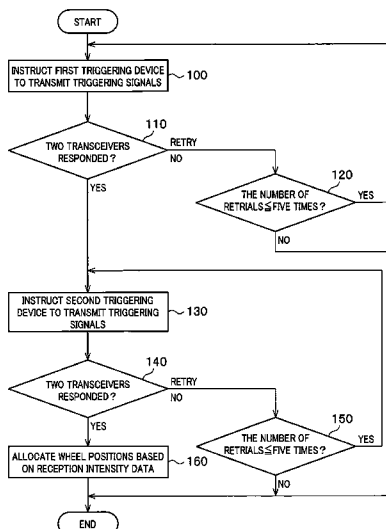 START
INSTRUCT FIRST TRIGGERING DEVICE
TO TRANSMIT TRIGGERING SIGNALS
100
110
TWO TRANSCEIVERS
RESPONDED?
RETRY
NO
YES
120
THE NUMBER OF
RETRIALS≦FIVE TIMES?
YES
NO
INSTRUCT SECOND TRIGGERING
DEVICE TO TRANSMIT TRIGGERING
SIGNALS
130
140
TWO TRANSCEIVERS
RESPONDED?
RETRY
NO
YES
150
THE NUMBER OF
RETRIALS≦FIVE TIMES?
YES
NO
ALLOCATE WHEEL POSITIONS BASED
ON RECEPTION INTENSITY DATA
160
END